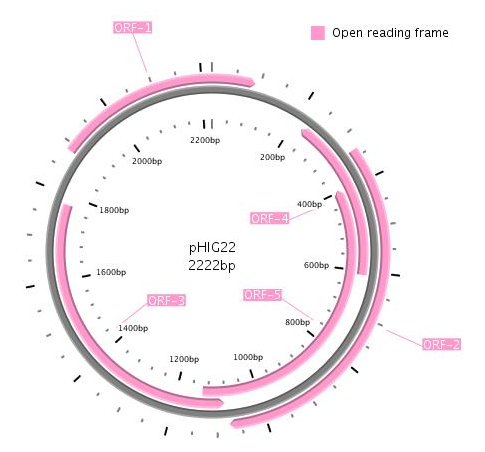 ORF-1
Open reading frame
2200bp
2000bp
200bp
1800bp
400bp
ORF-4
pHIG22
2222bp
600bp
1600bp
ORF-3
ORF-5
1400bp
800bp
ORF-2
1200bp
1000bp